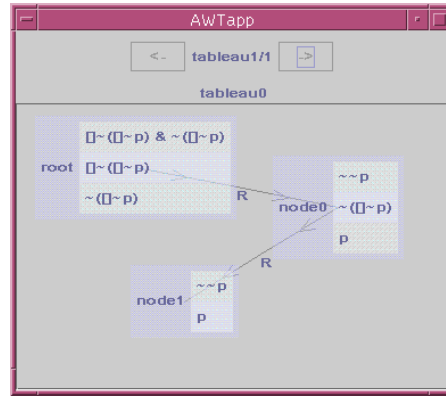 AWTapp
<- tableau1/1 ->
tableau0
[]~([]~p) & ~([]~p)
root []~([]~p)
~([]~p)
R
~~p
node0 ~([]~p)
p
R
~~p
node1
p